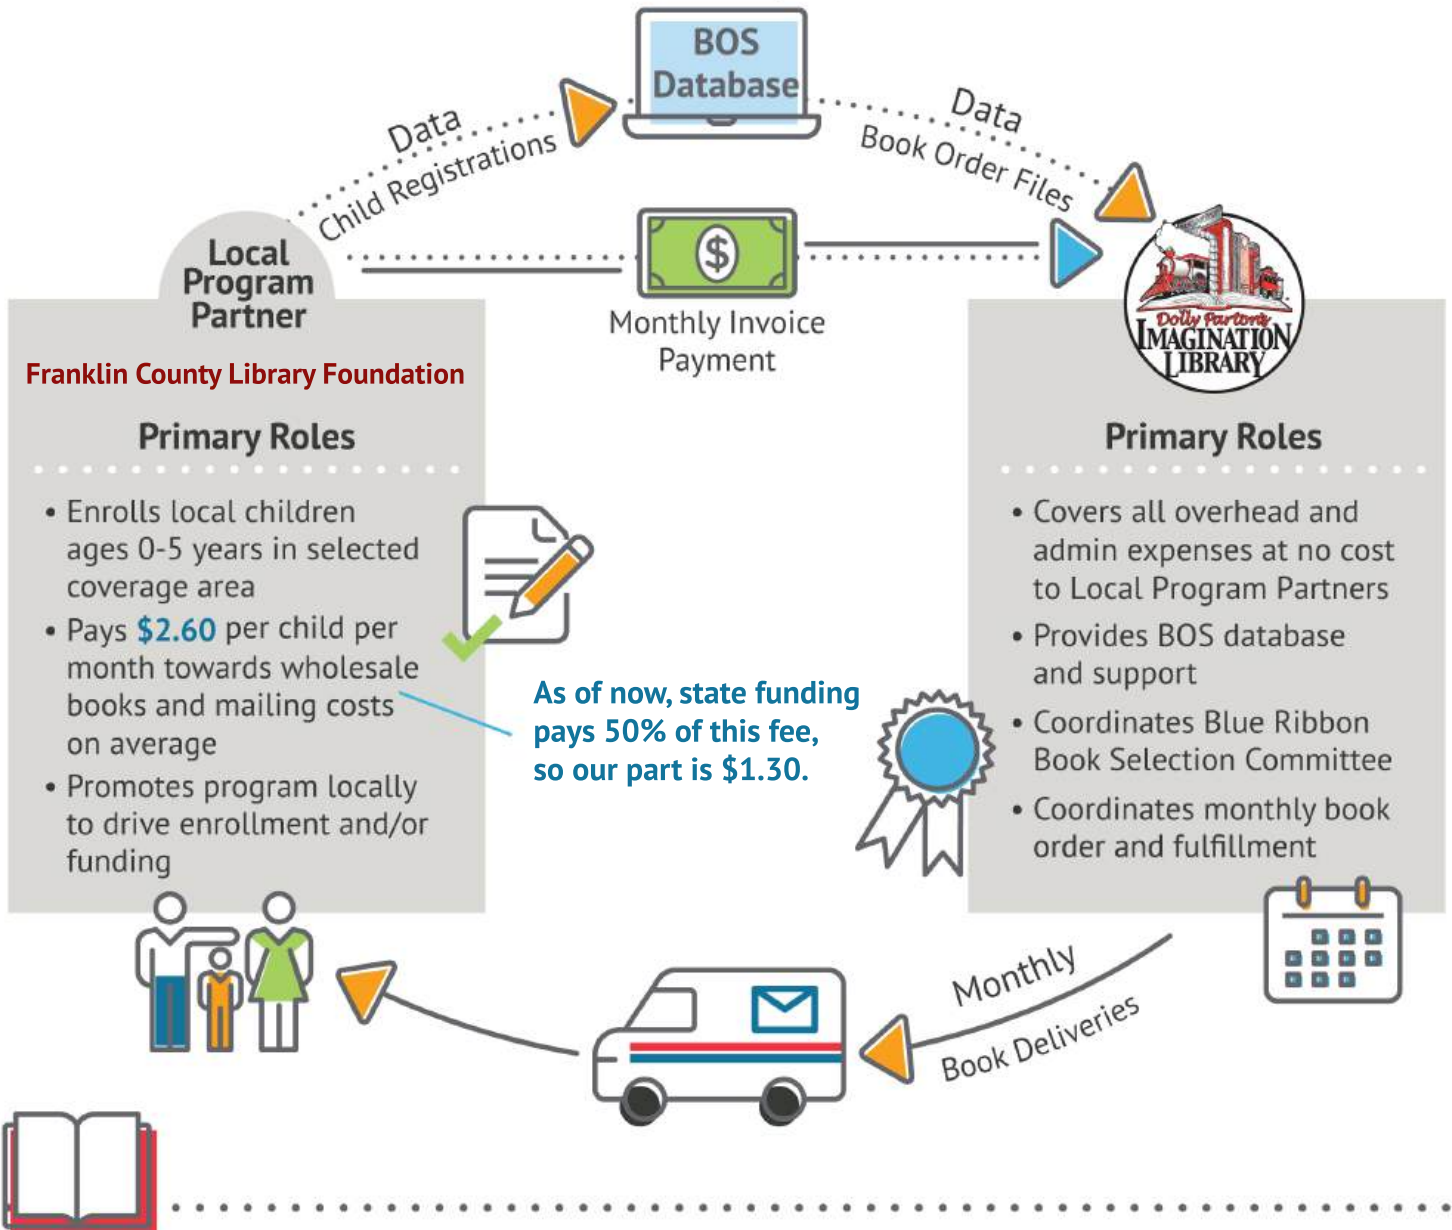 BOS
Database
Data
Child Registrations
Data
Book Order Files
Local
Program
Partner
Franklin County Library Foundation
Monthly Invoice
Payment
Dolly Parton's
IMAGINATION
LIBRARY
Primary Roles
• Enrolls local children
ages 0-5 years in selected
coverage area
• Pays $2.60 per child per
month towards wholesale
books and mailing costs
on average
• Promotes program locally
to drive enrollment and/or
funding
As of now, state funding
pays 50% of this fee,
so our part is $1.30.
Primary Roles
• Covers all overhead and
admin expenses at no cost
to Local Program Partners
• Provides BOS database
and support
• Coordinates Blue Ribbon
Book Selection Committee
• Coordinates monthly book
order and fulfillment
Monthly
Book Deliveries
$